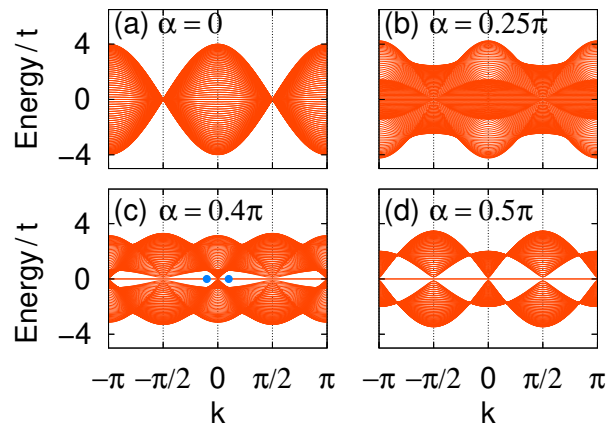 (a) α = 0
(b) α = 0.25π
Energy/t
4
0
−4
(c) α = 0.4π
(d) α = 0.5π
Energy/t
4
0
−4
−π −π/2 0 π/2 π
−π −π/2 0 π/2 π
k
k